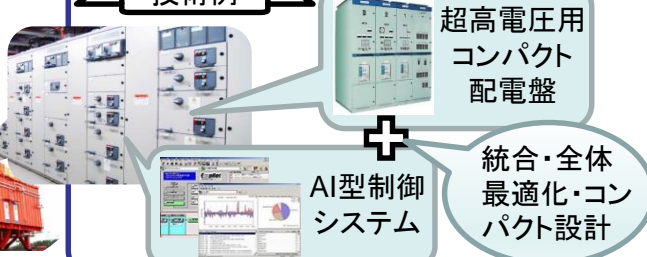 技術例
超高電圧用
コンパクト
配電盤
AI型制御
システム
統合・全体
最適化・コン
パクト設計